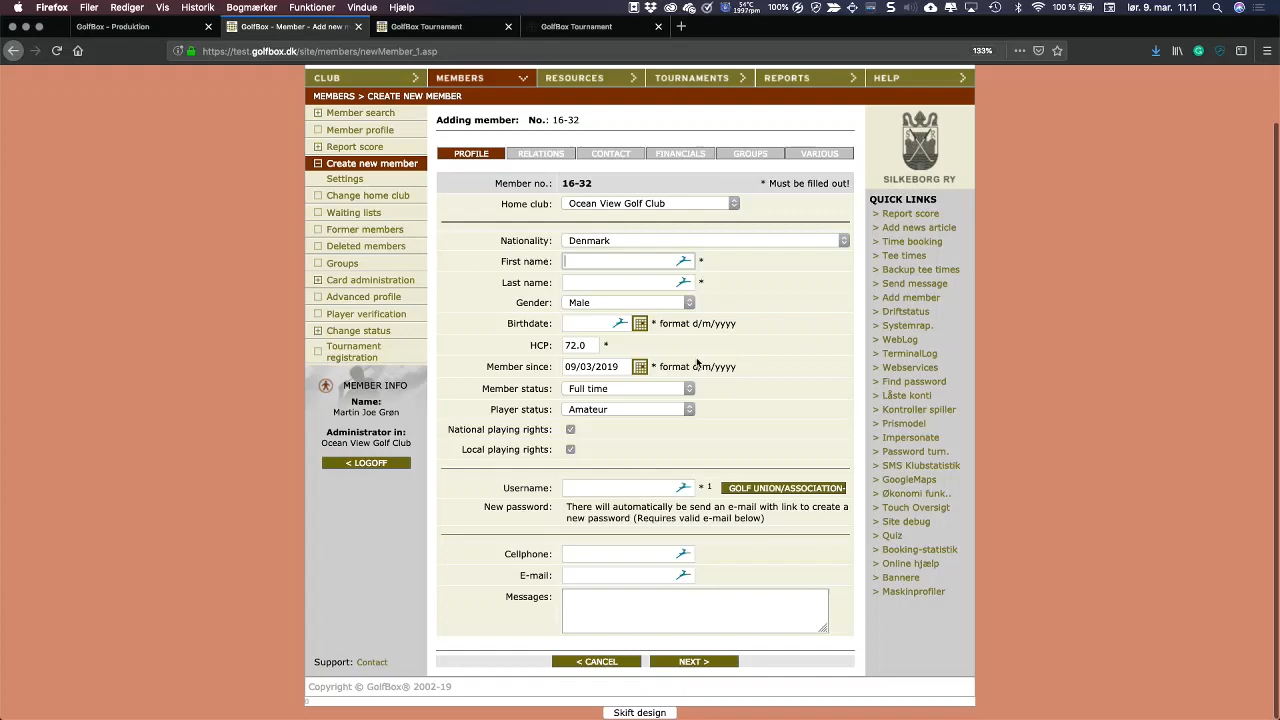 Firefox Filer Rediger Vis Historik Bogmærker Værktøjer Vindue Hjælp 54°C 100% lør. mar. 11.11
GolfBox - Produktion × GolfBox - Member - Add new m × GolfBox Tournament × GolfBox Tournament × +
https://test.golfbox.dk/site/members/newMember_1.asp 133%
CLUB MEMBERS RESOURCES TOURNAMENTS REPORTS HELP
MEMBERS > CREATE NEW MEMBER
Member search
Member profile
Report score
Create new member
Settings
Change home club
Waiting lists
Former members
Deleted members
Groups
Card administration
Advanced profile
Player verification
Change status
Tournament
registration
MEMBER INFO
Name:
Martin Joe Grøn
Administrator in:
Ocean View Golf Club
< LOGOFF
Support: Contact
Adding member: No.: 16-32
PROFILE RELATIONS CONTACT FINANCIALS GROUPS VARIOUS
Member no.: 16-32 * Must be filled out!
Home club: Ocean View Golf Club
Nationality: Denmark
First name: *
Last name: *
Gender: Male
Birthdate: * format d/m/yyyy
HCP: 72.0 *
Member since: 09/03/2019 * format d/m/yyyy
Member status: Full time
Player status: Amateur
National playing rights:
Local playing rights:
Username: * 1 GOLF UNION/ASSOCIATION-
New password: There will automatically be send an e-mail with link to create a
new password (Requires valid e-mail below)
Cellphone:
E-mail:
Messages:
< CANCEL NEXT >
SILKEBORG RY
QUICK LINKS
> Report score
> Add news article
> Time booking
> Tee times
> Backup tee times
> Send message
> Add member
> Driftstatus
> Systemrap.
> WebLog
> TerminalLog
> Webservices
> Find password
> Låste konti
> Kontroller spiller
> Prismodel
> Impersonate
> Password turn.
> SMS Klubstatistik
> GoogleMaps
> Økonomi funk..
> Touch Oversigt
> Site debug
> Quiz
> Booking-statistik
> Online hjælp
> Bannere
> Maskinprofiler
Copyright © GolfBox® 2002-19
Skift design